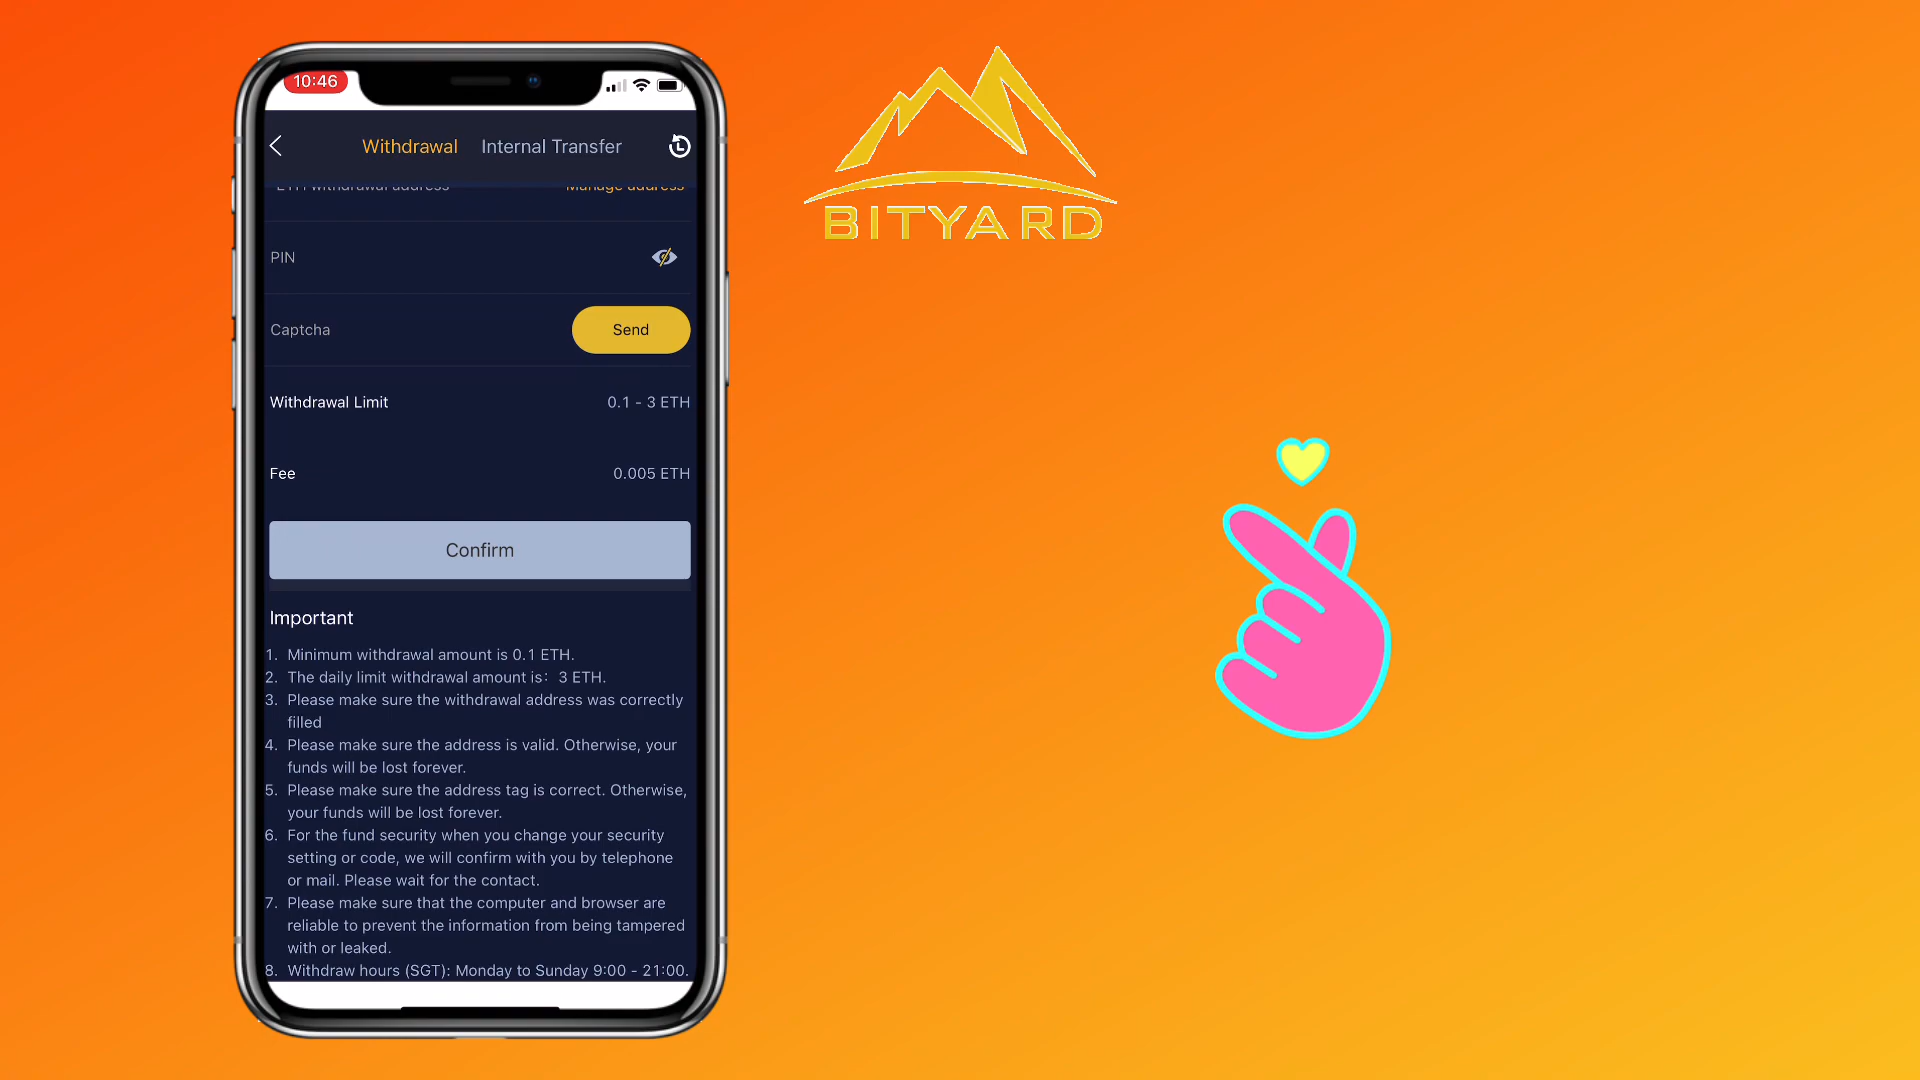 10:46
Withdrawal Internal Transfer
ETH withdrawal address Manage address
PIN
Captcha Send
Withdrawal Limit 0.1 - 3 ETH
Fee 0.005 ETH
Confirm
Important
1. Minimum withdrawal amount is 0.1 ETH.
2. The daily limit withdrawal amount is: 3 ETH.
3. Please make sure the withdrawal address was correctly
filled
4. Please make sure the address is valid. Otherwise, your
funds will be lost forever.
5. Please make sure the address tag is correct. Otherwise,
your funds will be lost forever.
6. For the fund security when you change your security
setting or code, we will confirm with you by telephone
or mail. Please wait for the contact.
7. Please make sure that the computer and browser are
reliable to prevent the information from being tampered
with or leaked.
8. Withdraw hours (SGT): Monday to Sunday 9:00 - 21:00.
BITYARD